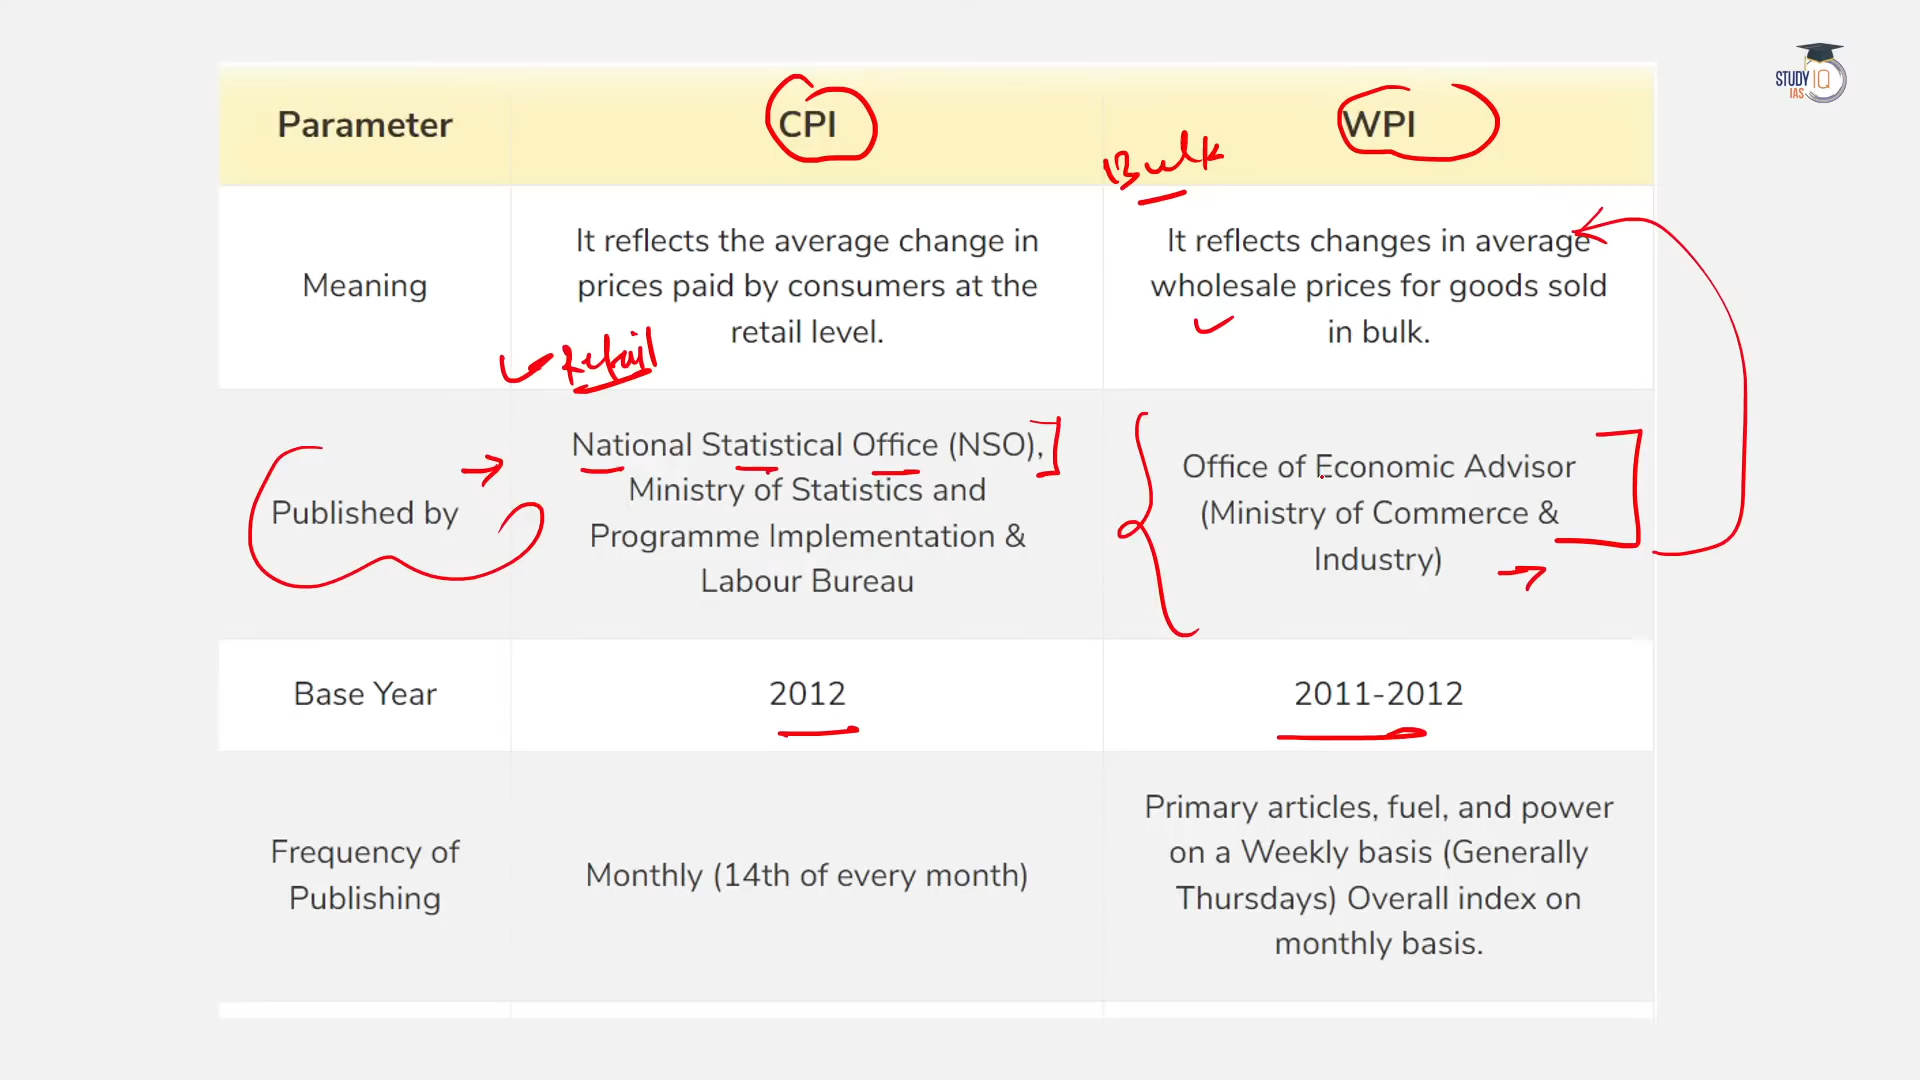 STUDY IQ
IAS
Parameter
CPI
WPI
Bulk
Meaning
It reflects the average change in
prices paid by consumers at the
retail level.
It reflects changes in average
wholesale prices for goods sold
in bulk.
Retail
Published by
National Statistical Office (NSO),
Ministry of Statistics and
Programme Implementation &
Labour Bureau
Office of Economic Advisor
(Ministry of Commerce &
Industry)
Base Year
2012
2011-2012
Frequency of
Publishing
Monthly (14th of every month)
Primary articles, fuel, and power
on a Weekly basis (Generally
Thursdays) Overall index on
monthly basis.